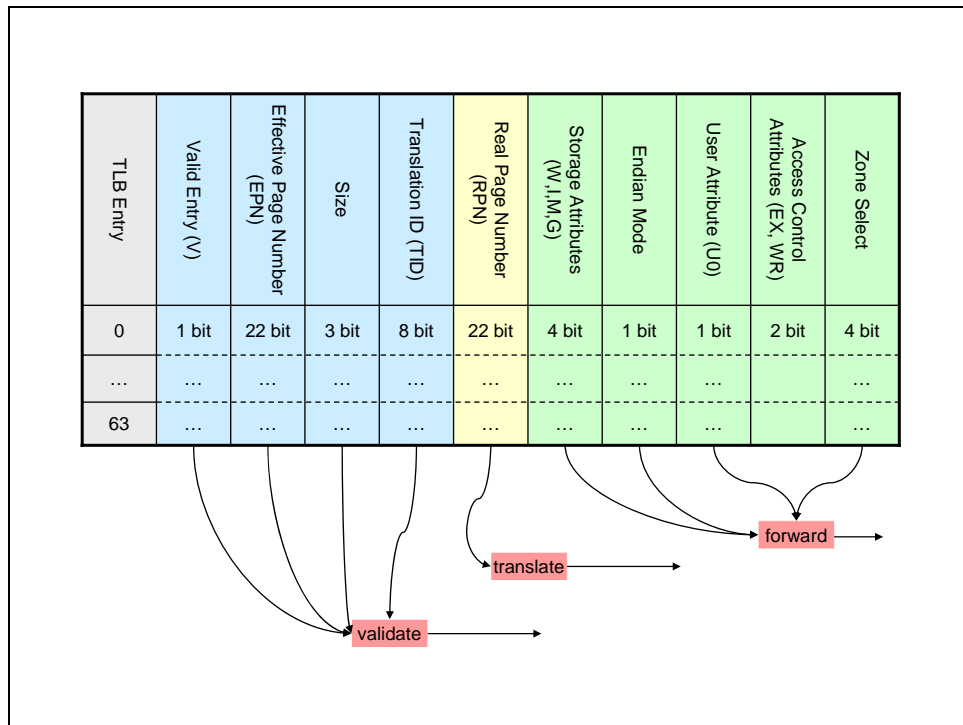 TLB Entry
Valid Entry (V)
Effective Page Number
(EPN)
Size
Translation ID (TID)
Real Page Number
(RPN)
Storage Attributes
(W,I,M,G)
Endian Mode
User Attribute (U0)
Access Control
Attributes (EX, WR)
Zone Select
0 1 bit 22 bit 3 bit 8 bit 22 bit 4 bit 1 bit 1 bit 2 bit 4 bit
... ... ... ... ... ... ... ... ... ...
63 ... ... ... ... ... ... ... ... ...
forward
translate
validate